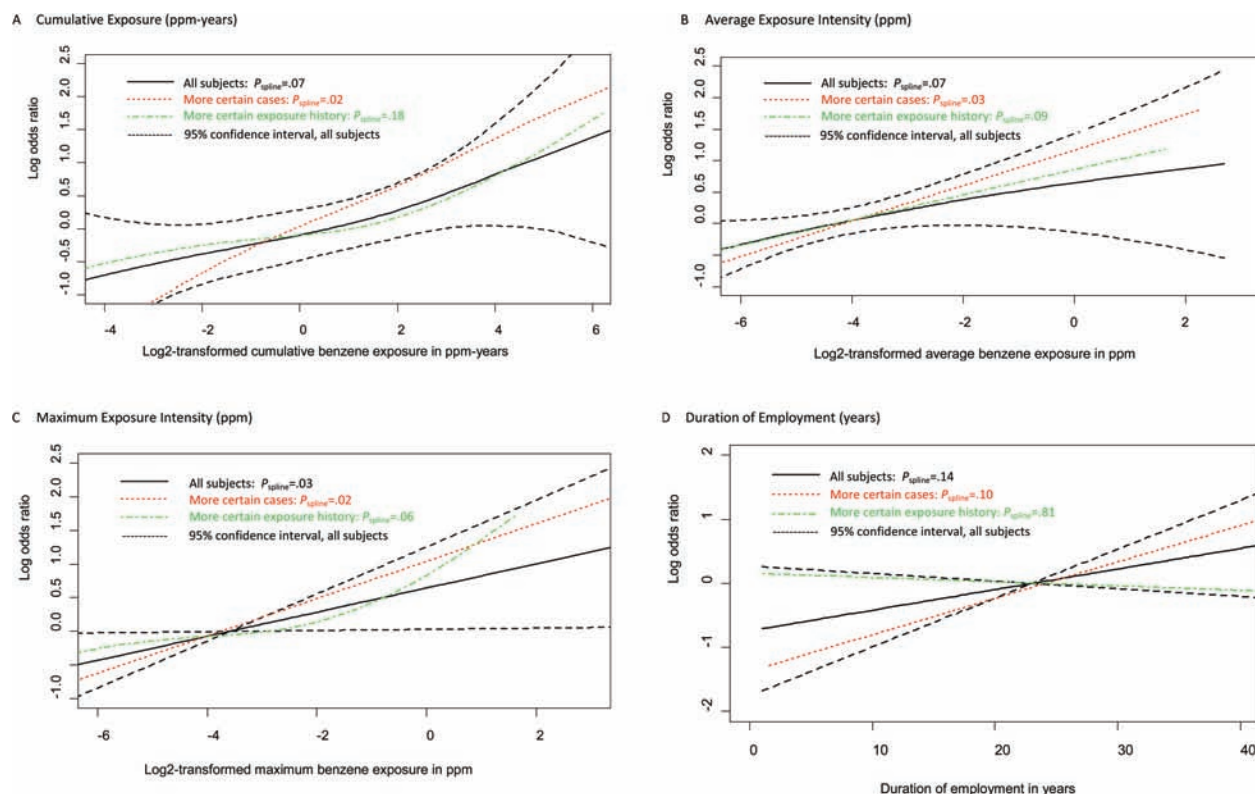 A Cumulative Exposure (ppm-years)
Log odds ratio
2.5
2.0
1.5
1.0
0.5
0.0
-0.5
-1.0
All subjects: Pspline=.07
More certain cases: Pspline=.02
More certain exposure history: Pspline=.18
95% confidence interval, all subjects
-4 -2 0 2 4 6
Log2-transformed cumulative benzene exposure in ppm-years
B Average Exposure Intensity (ppm)
Log odds ratio
2.5
2.0
1.5
1.0
0.5
0.0
-1.0
All subjects: Pspline=.07
More certain cases: Pspline=.03
More certain exposure history: Pspline=.09
95% confidence interval, all subjects
-6 -4 -2 0 2
Log2-transformed average benzene exposure in ppm
C Maximum Exposure Intensity (ppm)
Log odds ratio
2.5
2.0
1.5
1.0
0.5
0.0
-1.0
All subjects: Pspline=.03
More certain cases: Pspline=.02
More certain exposure history: Pspline=.06
95% confidence interval, all subjects
-6 -4 -2 0 2
Log2-transformed maximum benzene exposure in ppm
D Duration of Employment (years)
Log odds ratio
2
1
0
-1
-2
All subjects: Pspline=.14
More certain cases: Pspline=.10
More certain exposure history: Pspline=.81
95% confidence interval, all subjects
0 10 20 30 40
Duration of employment in years